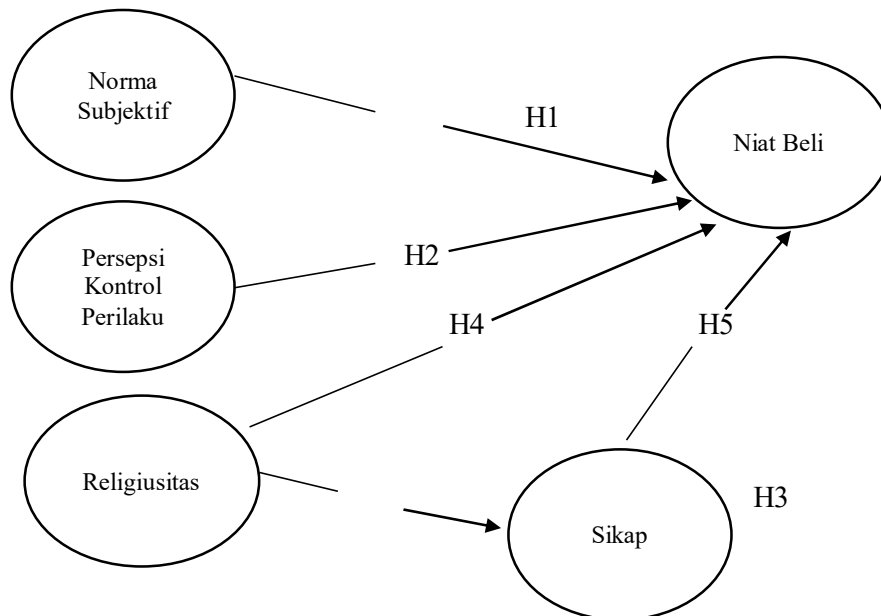 Norma
Subjektif
H1
Niat Beli
Persepsi
Kontrol
Perilaku
H2
H4
H5
Religiusitas
H3
Sikap